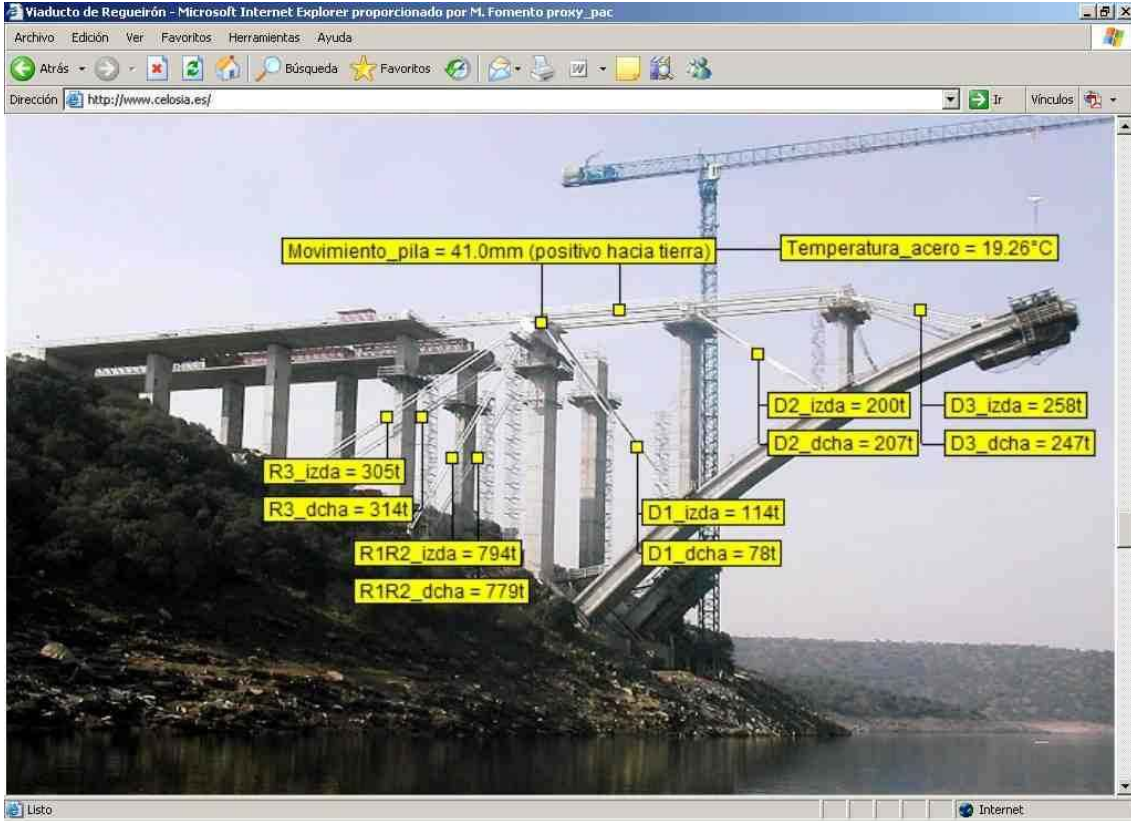 Viaducto de Regueirón - Microsoft Internet Explorer proporcionado por M. Fomento proxy_pac
Archivo Edición Ver Favoritos Herramientas Ayuda
Atrás Búsqueda Favoritos
Dirección http://www.celosia.es/ Ir Vínculos
Movimiento_pila = 41.0mm (positivo hacia tierra) Temperatura_acero = 19.26°C
D2_izda = 200t D3_izda = 258t
D2_dcha = 207t D3_dcha = 247t
R3_izda = 305t
R3_dcha = 314t D1_izda = 114t
R1R2_izda = 794t D1_dcha = 78t
R1R2_dcha = 779t
Listo Internet